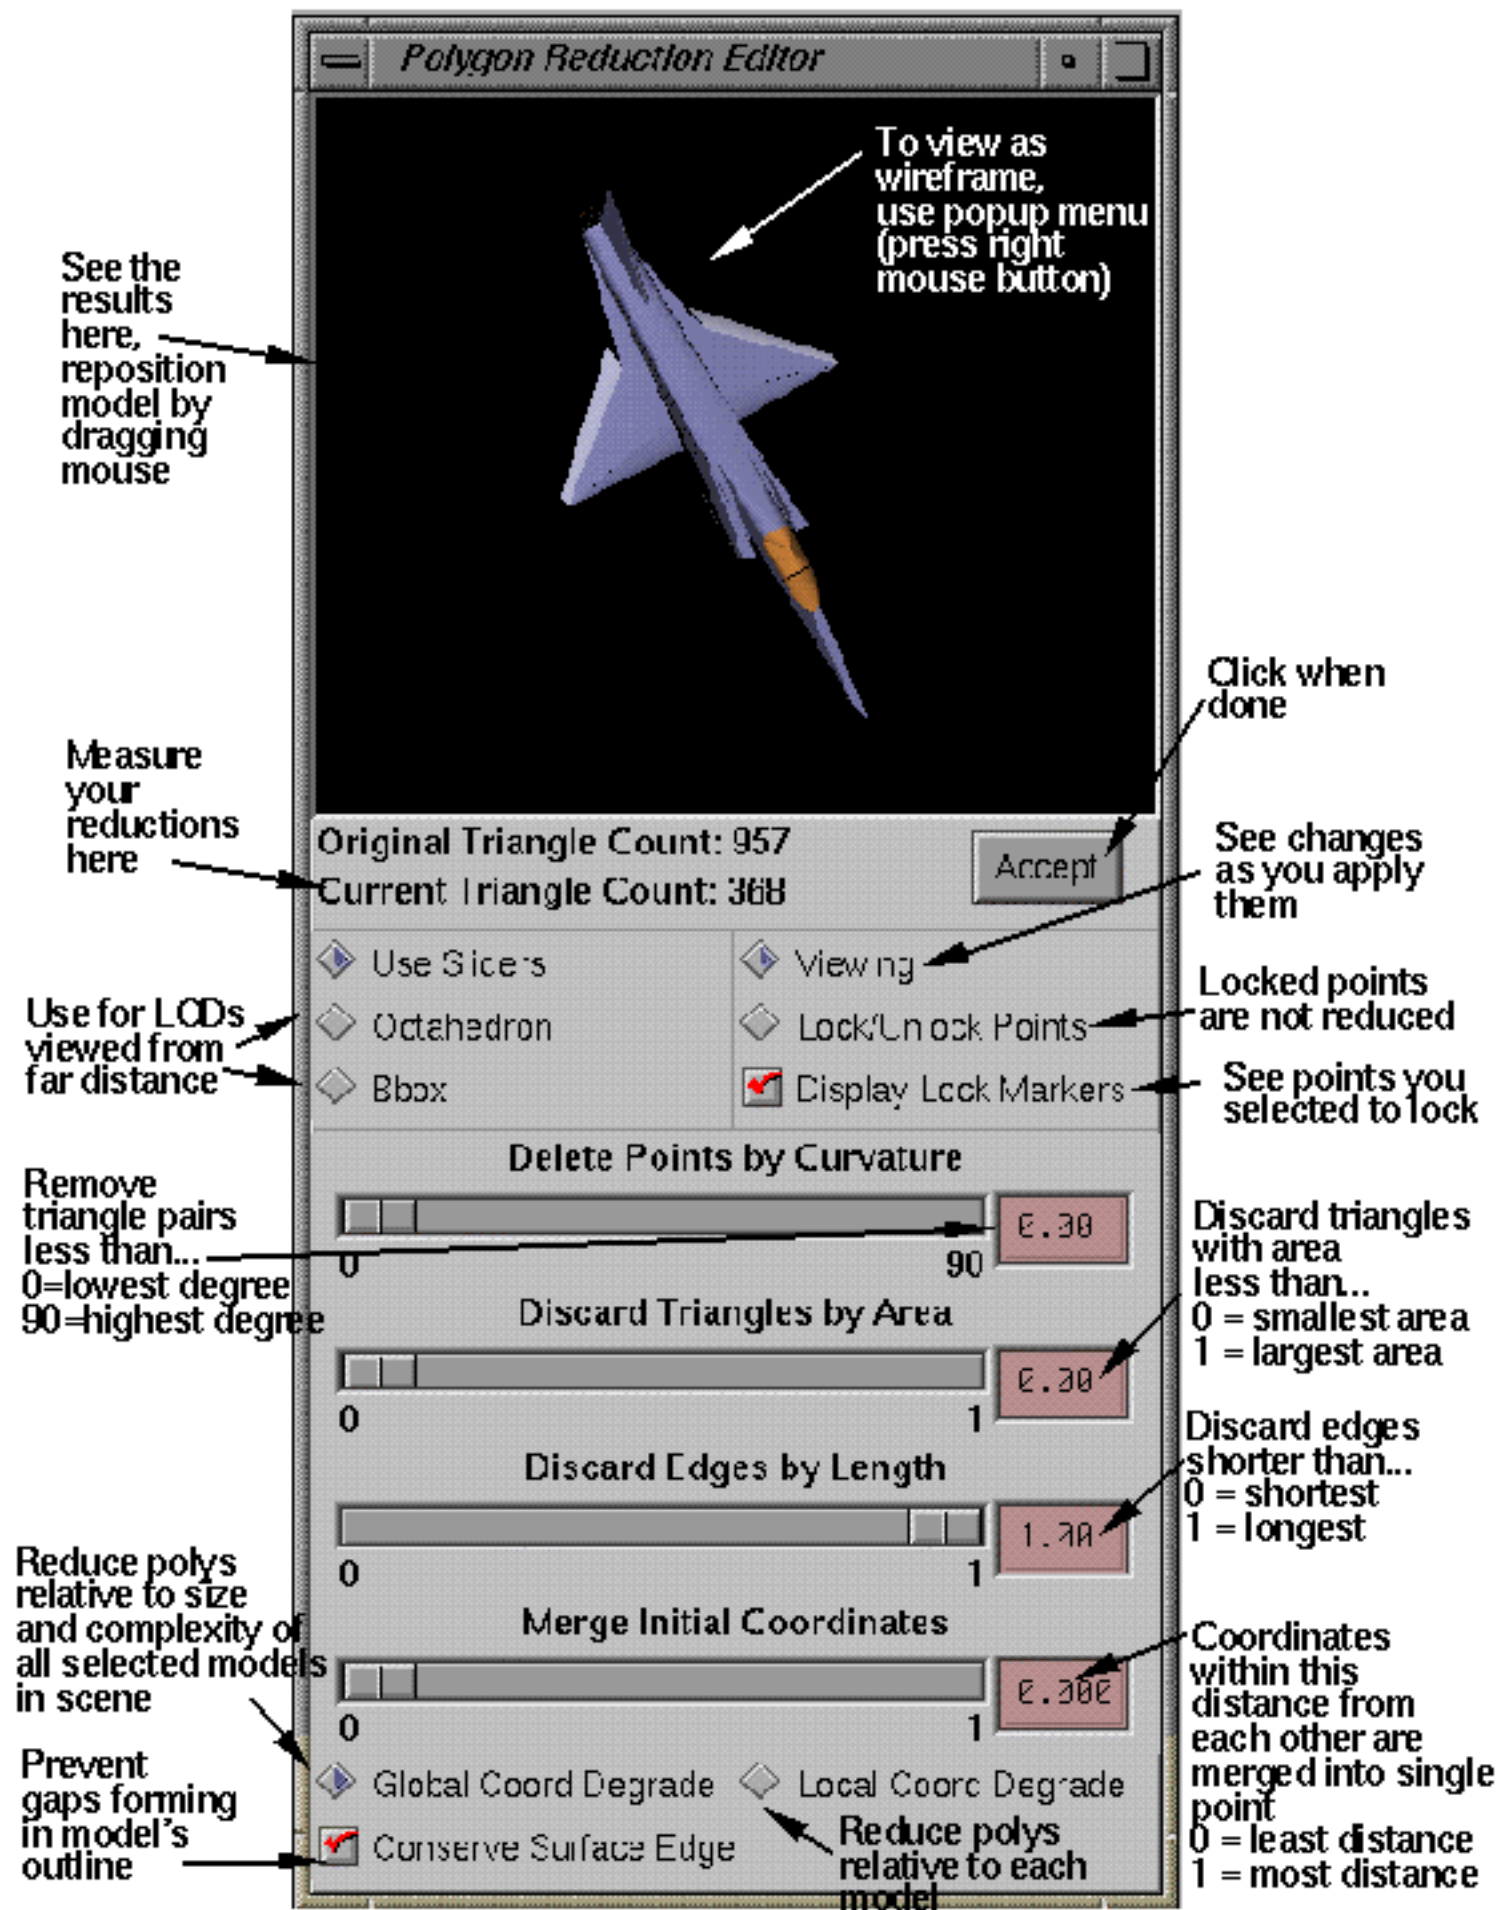 Polygon Reduction Editor
To view as
wireframe,
use popup menu
(press right
mouse button)
See the
results
here,
reposition
model by
dragging
mouse
Click when
done
Measure
your
reductions
here
Original Triangle Count: 957
Current Triangle Count: 368
Accept
See changes
as you apply
them
Use Slicers
Viewing
Use for LODs
viewed from
far distance
Octahedron
Lock/Unlock Points
Locked points
are not reduced
Bbox
Display Lock Markers
See points you
selected to lock
Delete Points by Curvature
Remove
triangle pairs
less than...
0=lowest degree
90=highest degree
0.00
0
90
Discard triangles
with area
less than...
0 = smallest area
1 = largest area
Discard Triangles by Area
0.00
0
1
Discard edges
shorter than...
0 = shortest
1 = longest
Discard Edges by Length
1.00
0
1
Reduce polys
relative to size
and complexity of
all selected models
in scene
Merge Initial Coordinates
0.000
0
1
Coordinates
within this
distance from
each other are
merged into single
point
0 = least distance
1 = most distance
Prevent
gaps forming
in model's
outline
Global Coord Degrade
Local Coord Degrade
Conserve Surface Edge
Reduce polys
relative to each
model